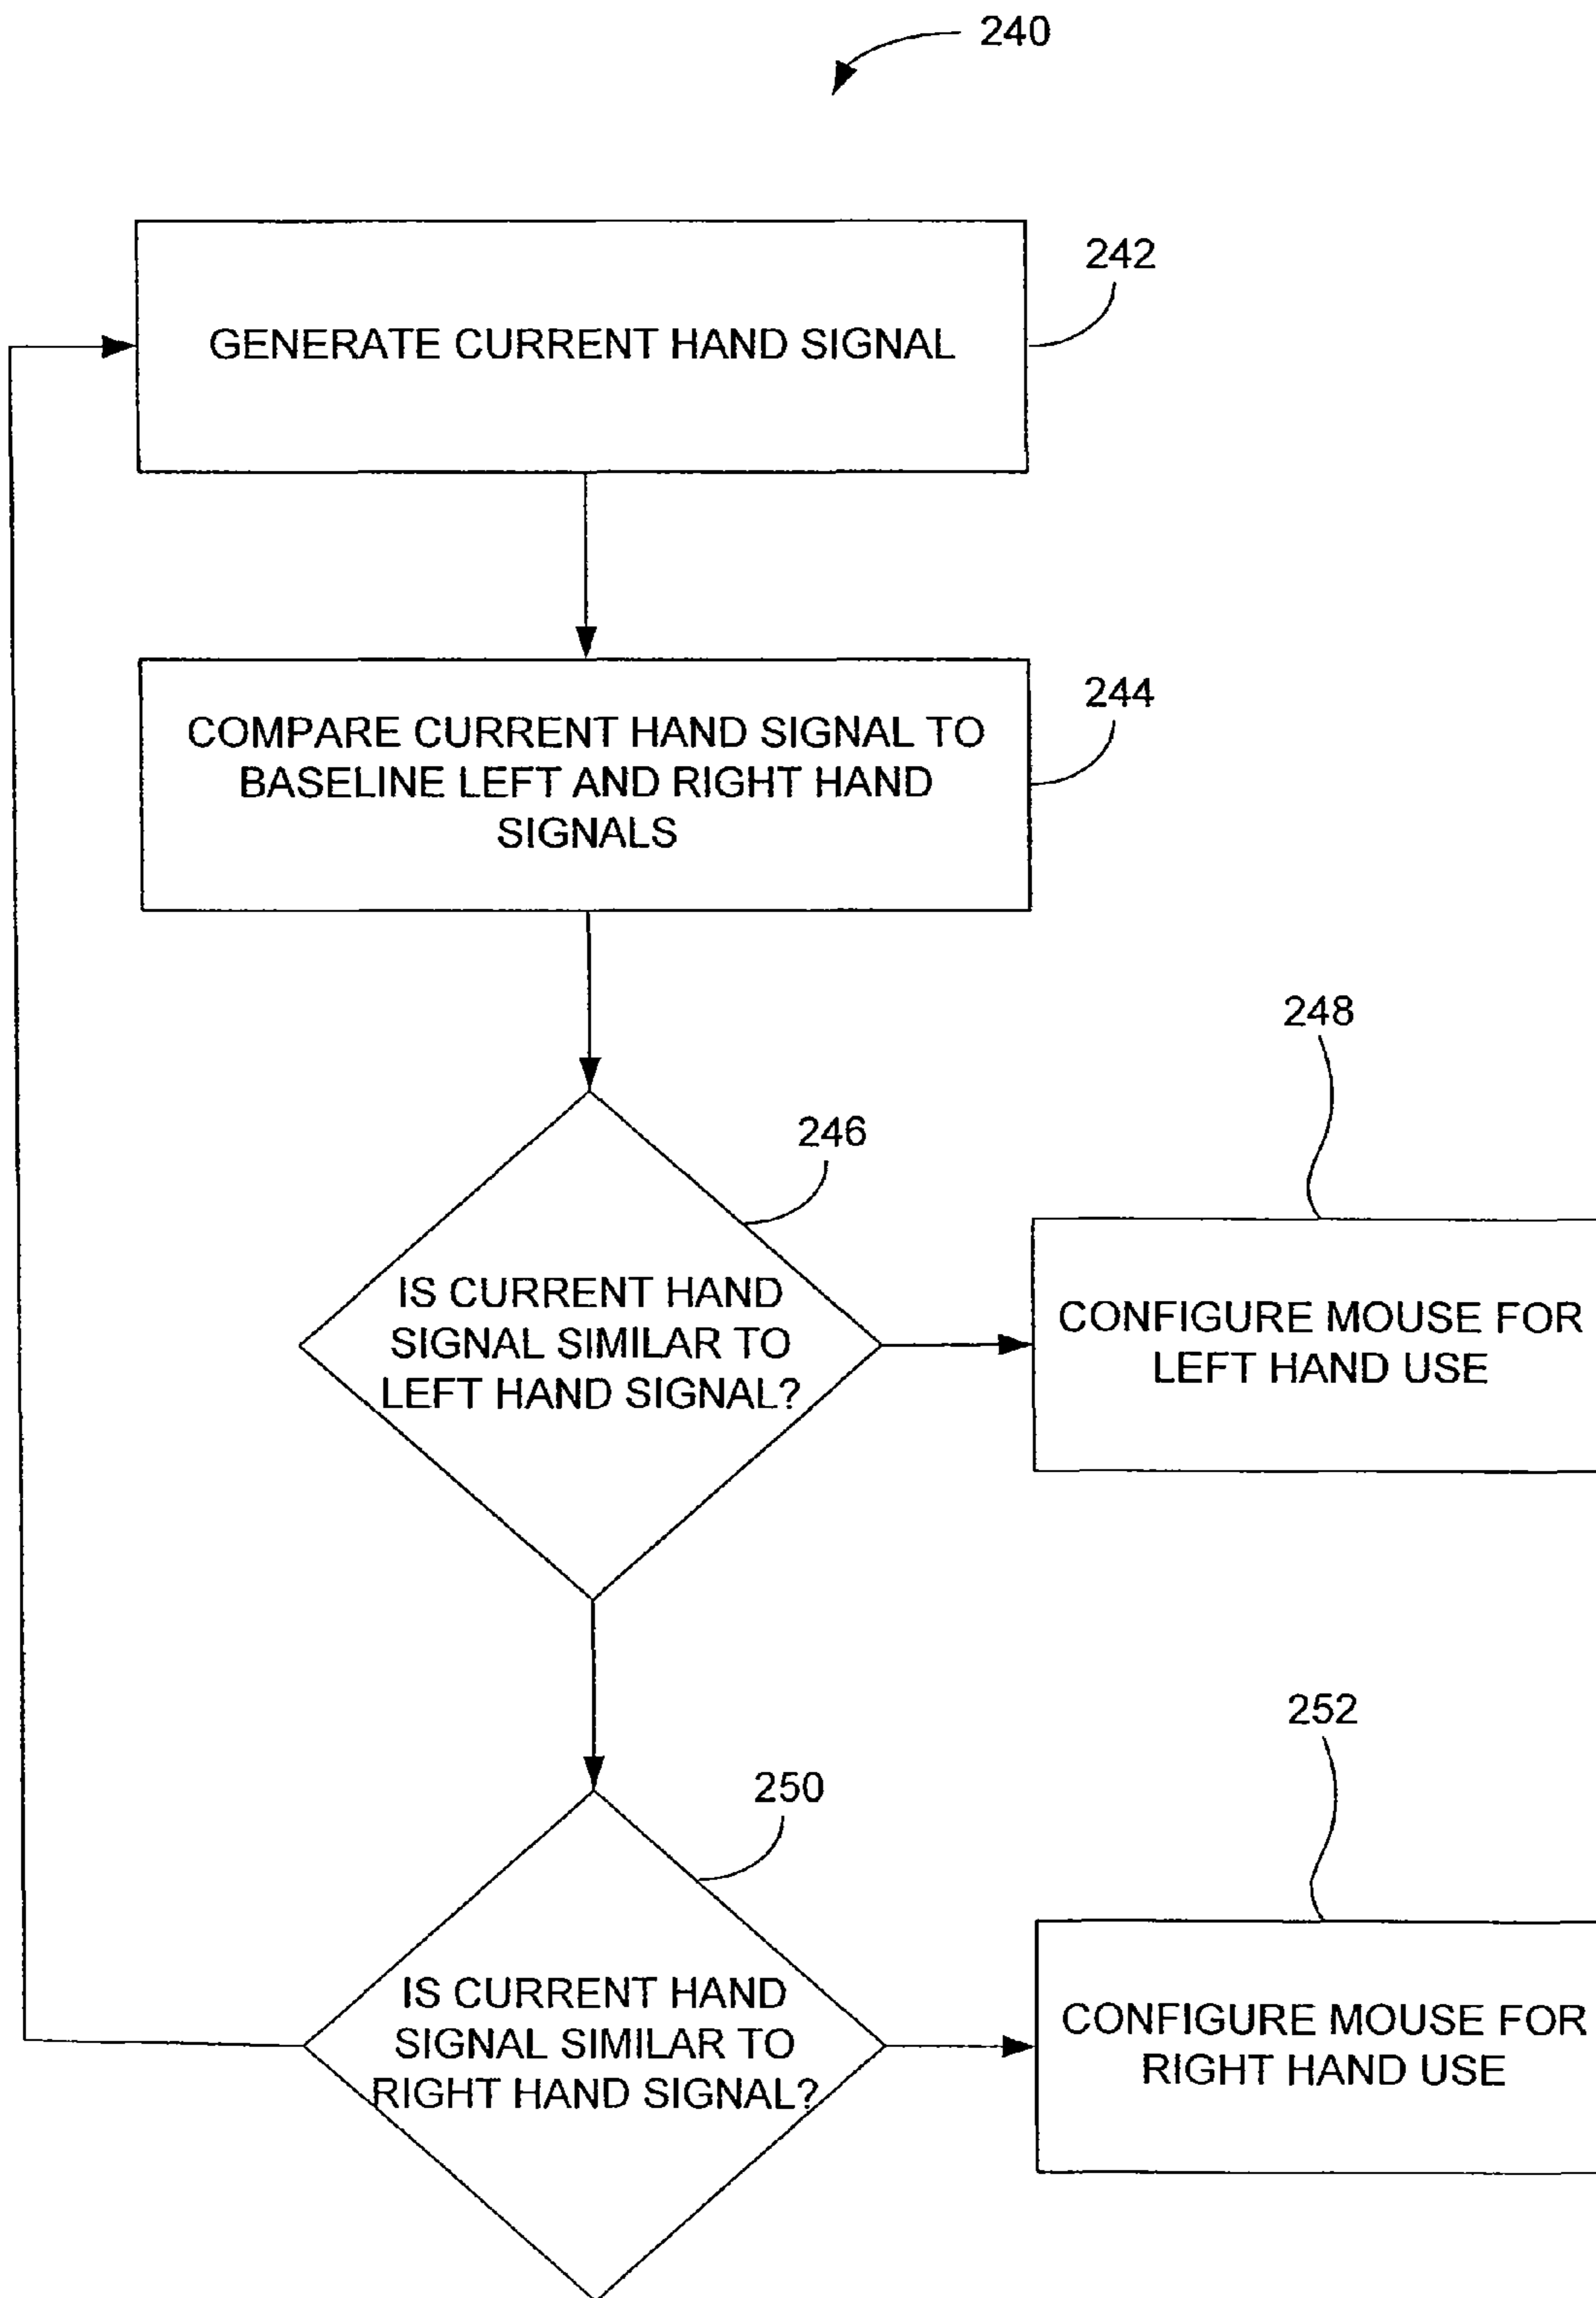 240
242
GENERATE CURRENT HAND SIGNAL
244
COMPARE CURRENT HAND SIGNAL TO
BASELINE LEFT AND RIGHT HAND
SIGNALS
248
246
IS CURRENT HAND
SIGNAL SIMILAR TO
LEFT HAND SIGNAL?
CONFIGURE MOUSE FOR
LEFT HAND USE
252
250
IS CURRENT HAND
SIGNAL SIMILAR TO
RIGHT HAND SIGNAL?
CONFIGURE MOUSE FOR
RIGHT HAND USE